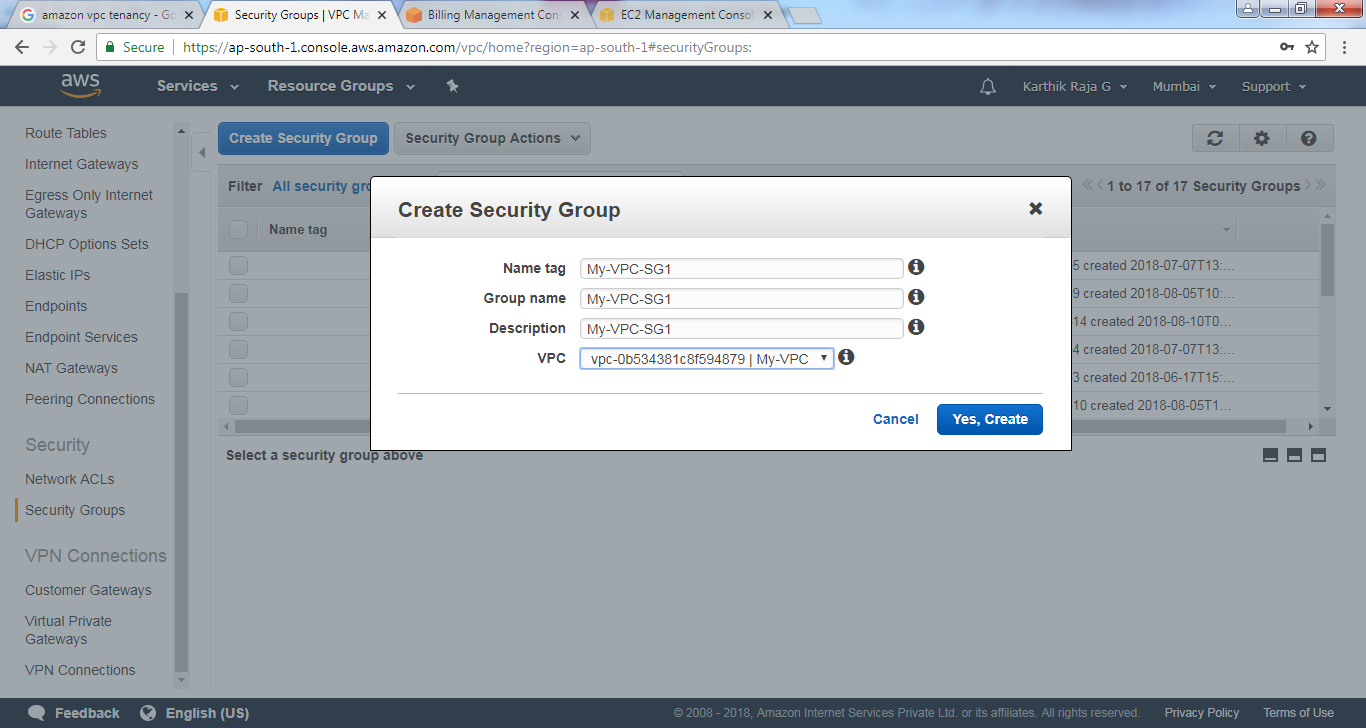 amazon vpc tenancy - Go
Security Groups | VPC Ma
Billing Management Cons
EC2 Management Consol
Secure
https://ap-south-1.console.aws.amazon.com/vpc/home?region=ap-south-1#securityGroups:
aws
Services
Resource Groups
Karthik Raja G
Mumbai
Support
Route Tables
Internet Gateways
Egress Only Internet
Gateways
DHCP Options Sets
Elastic IPs
Endpoints
Endpoint Services
NAT Gateways
Peering Connections
Security
Network ACLs
Security Groups
VPN Connections
Customer Gateways
Virtual Private
Gateways
VPN Connections
Create Security Group
Security Group Actions
Filter
All security gro
1 to 17 of 17 Security Groups
Name tag
5 created 2018-07-07T13:...
9 created 2018-08-05T10:...
14 created 2018-08-10T0...
4 created 2018-07-07T13:...
3 created 2018-06-17T15:...
10 created 2018-08-05T1...
Create Security Group
Name tag My-VPC-SG1
Group name My-VPC-SG1
Description My-VPC-SG1
VPC vpc-0b534381c8f594879 | My-VPC
Cancel
Yes, Create
Select a security group above
Feedback
English (US)
© 2008 - 2018, Amazon Internet Services Private Ltd. or its affiliates. All rights reserved.
Privacy Policy
Terms of Use